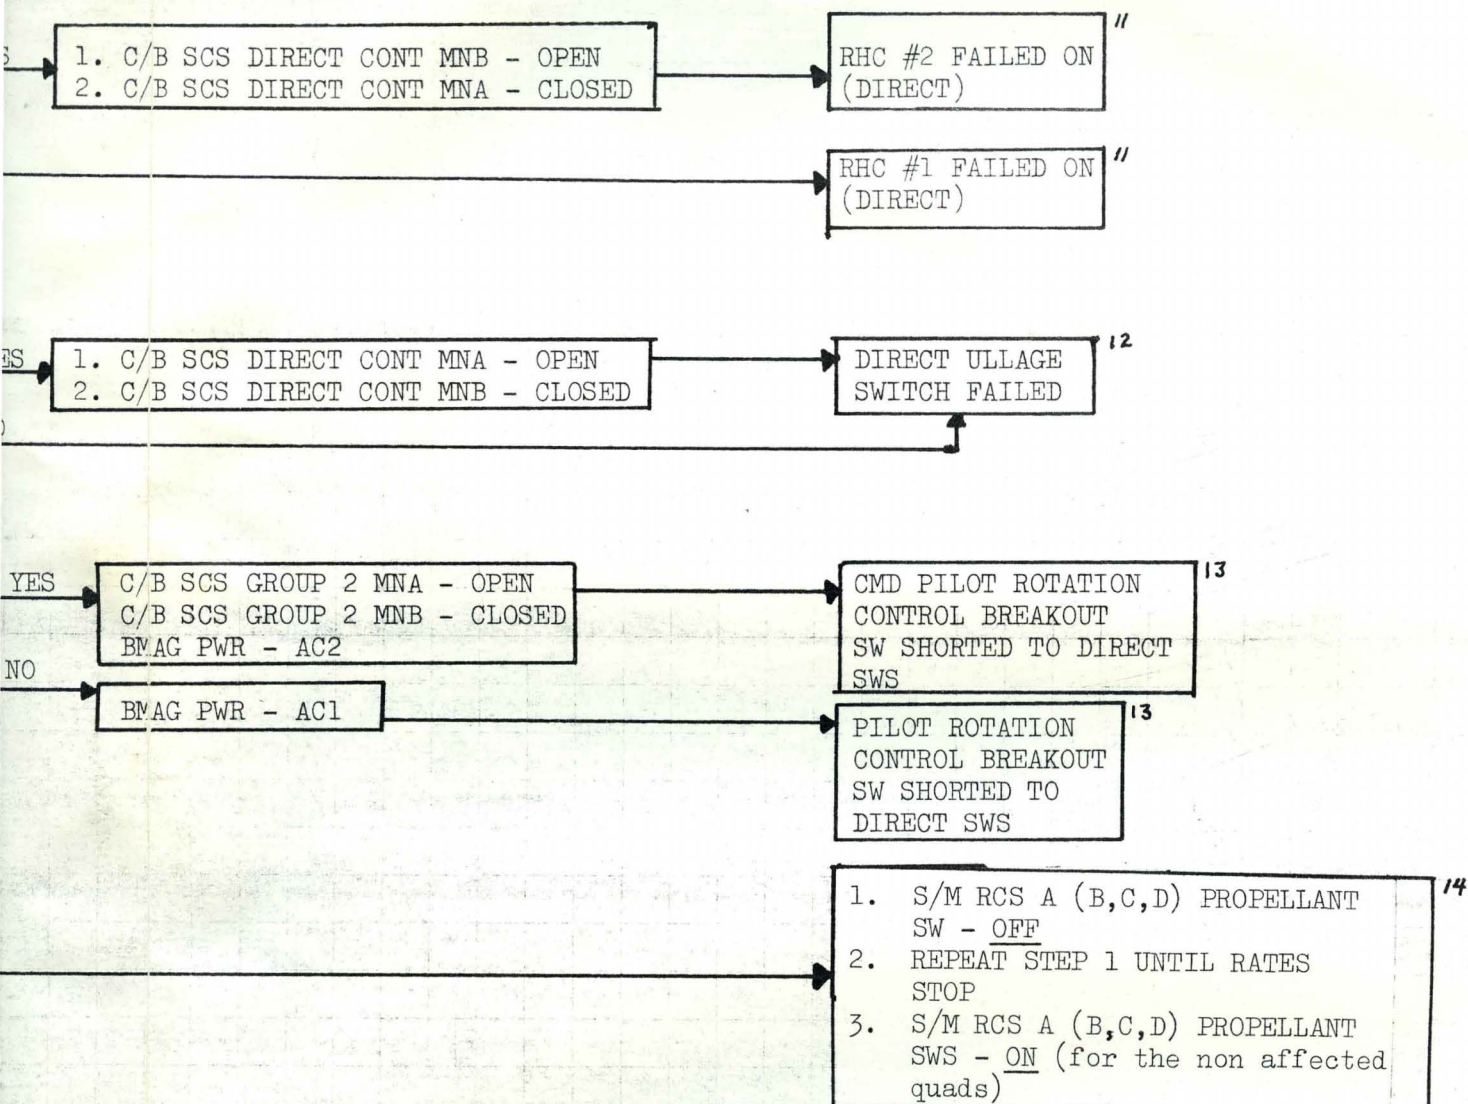 1. C/B SCS DIRECT CONT MNB - OPEN
2. C/B SCS DIRECT CONT MNA - CLOSED
RHC #2 FAILED ON
(DIRECT)
11
RHC #1 FAILED ON
(DIRECT)
11
ES
1. C/B SCS DIRECT CONT MNA - OPEN
2. C/B SCS DIRECT CONT MNB - CLOSED
DIRECT ULLAGE
SWITCH FAILED
12
YES
C/B SCS GROUP 2 MNA - OPEN
C/B SCS GROUP 2 MNB - CLOSED
BMAG PWR - AC2
CMD PILOT ROTATION
CONTROL BREAKOUT
SW SHORTED TO DIRECT
SWS
13
NO
BMAG PWR - AC1
PILOT ROTATION
CONTROL BREAKOUT
SW SHORTED TO
DIRECT SWS
13
1. S/M RCS A (B,C,D) PROPELLANT
SW - OFF
2. REPEAT STEP 1 UNTIL RATES
STOP
3. S/M RCS A (B,C,D) PROPELLANT
SWS - ON (for the non affected
quads)
14